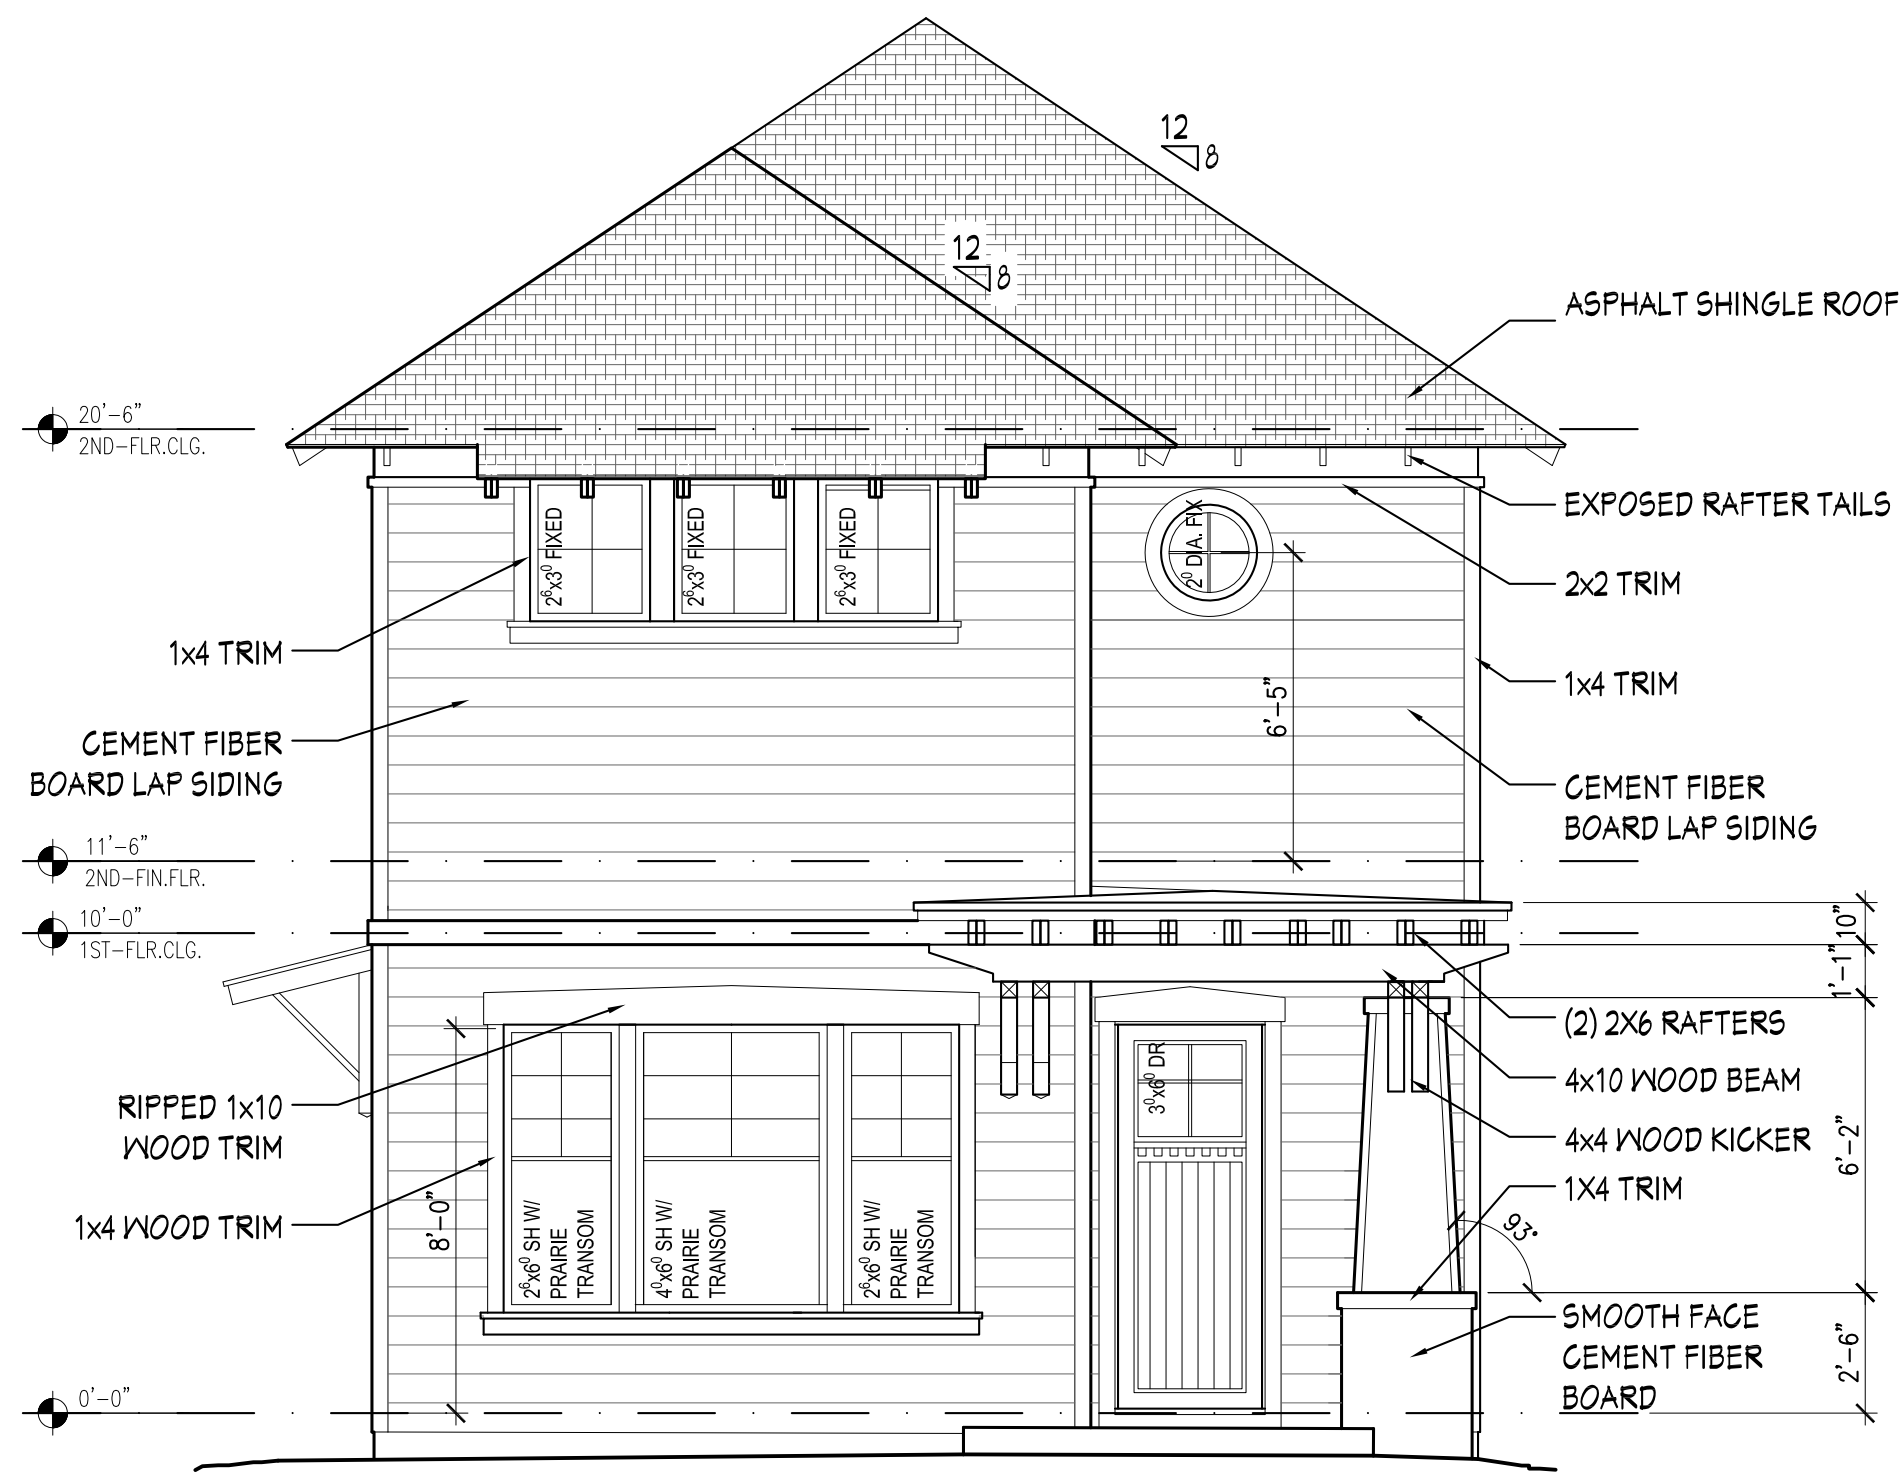 12
8
12
8
ASPHALT SHINGLE ROOF
20'-6"
2ND-FLR.CLG.
EXPOSED RAFTER TAILS
2⁶x3⁰ FIXED
2⁶x3⁰ FIXED
2⁶x3⁰ FIXED
2⁰ DIA. FIX
2x2 TRIM
1x4 TRIM
1x4 TRIM
6'-5"
CEMENT FIBER
BOARD LAP SIDING
CEMENT FIBER
BOARD LAP SIDING
11'-6"
2ND-FIN.FLR.
10'-0"
1ST-FLR.CLG.
10"
1'-1"
(2) 2X6 RAFTERS
4x10 WOOD BEAM
3⁰x6⁰ DR
RIPPED 1x10
WOOD TRIM
4x4 WOOD KICKER
6'-2"
1X4 TRIM
1x4 WOOD TRIM
8'-0"
2⁶x6⁰ SH W/
PRAIRIE
TRANSOM
4⁰x6⁰ SH W/
PRAIRIE
TRANSOM
2⁶x6⁰ SH W/
PRAIRIE
TRANSOM
93°
SMOOTH FACE
CEMENT FIBER
BOARD
2'-6"
0'-0"